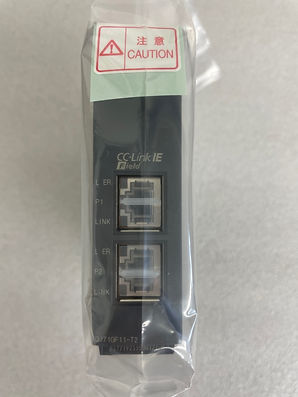 注意
CAUTION
CC-Link IE
Field
L ER
P1
LINK
L ER
P2
LINK